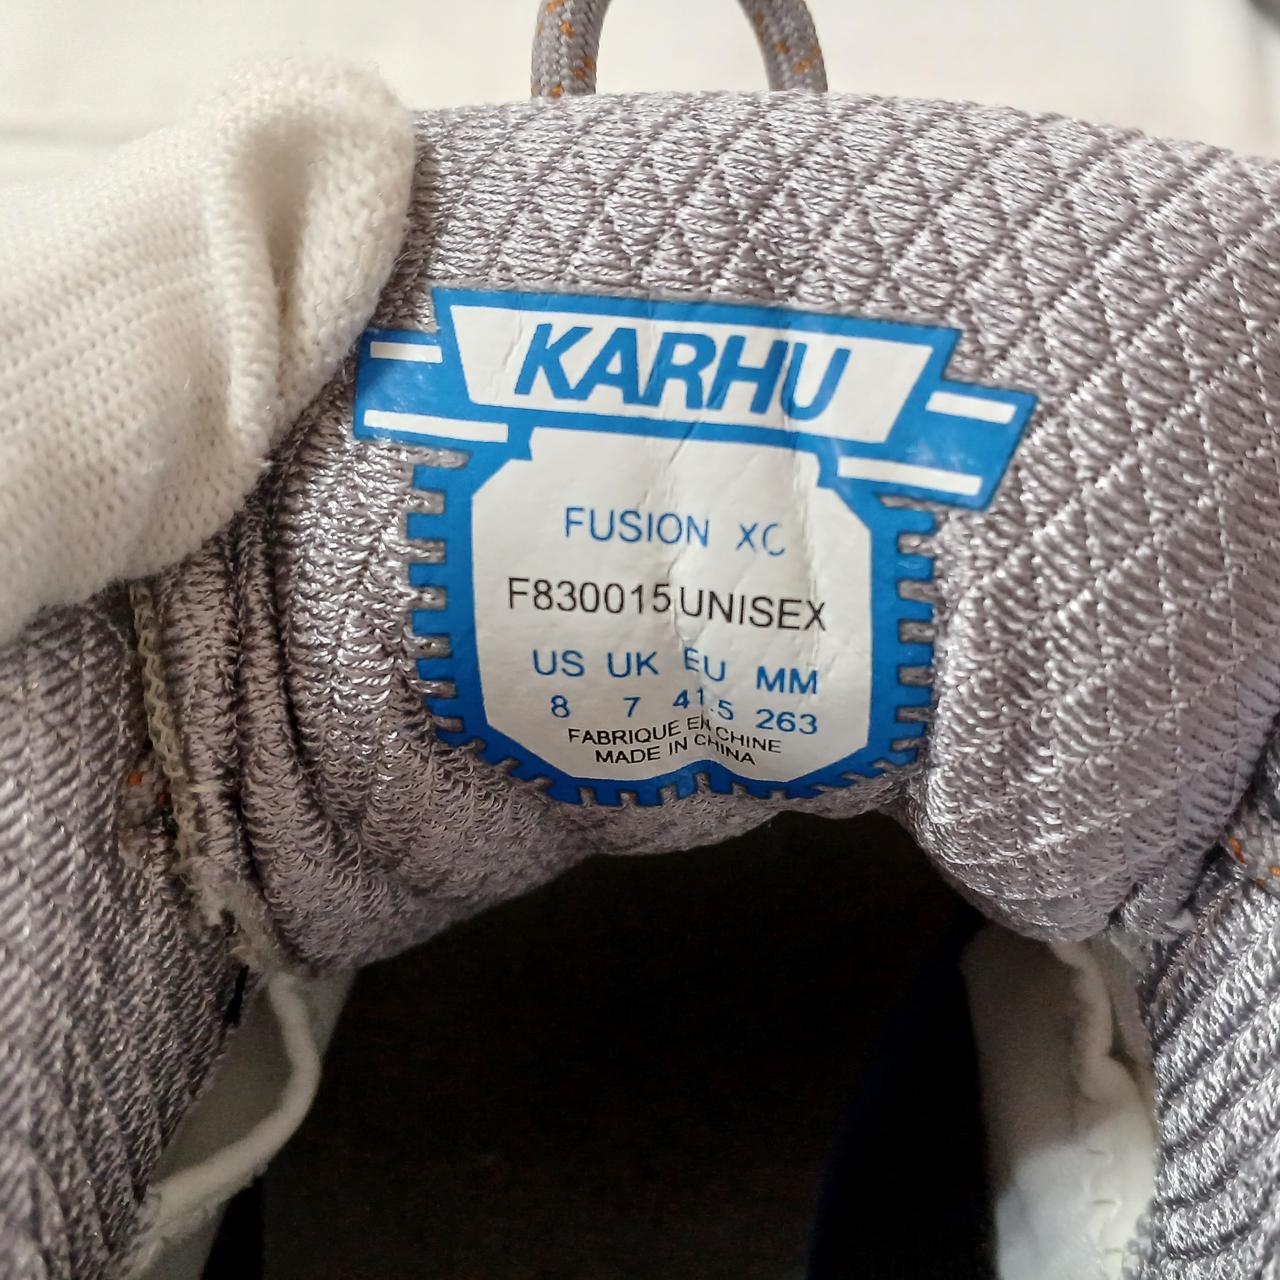 KARHU
FUSION XC
F830015 UNISEX
US UK EU MM
8 7 41.5 263
FABRIQUE EN CHINE
MADE IN CHINA